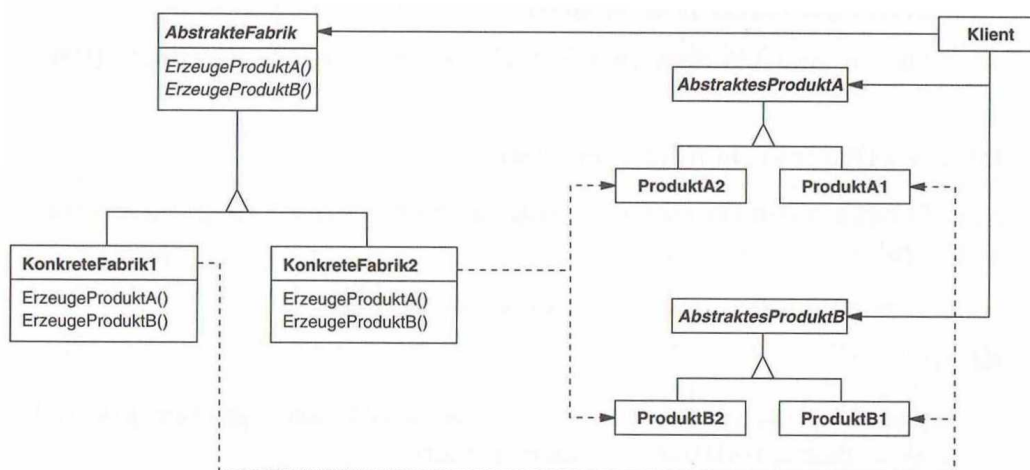 AbstrakteFabrik
ErzeugeProduktA()
ErzeugeProduktB()
Klient
AbstraktesProduktA
ProduktA2
ProduktA1
KonkreteFabrik1
ErzeugeProduktA()
ErzeugeProduktB()
KonkreteFabrik2
ErzeugeProduktA()
ErzeugeProduktB()
AbstraktesProduktB
ProduktB2
ProduktB1